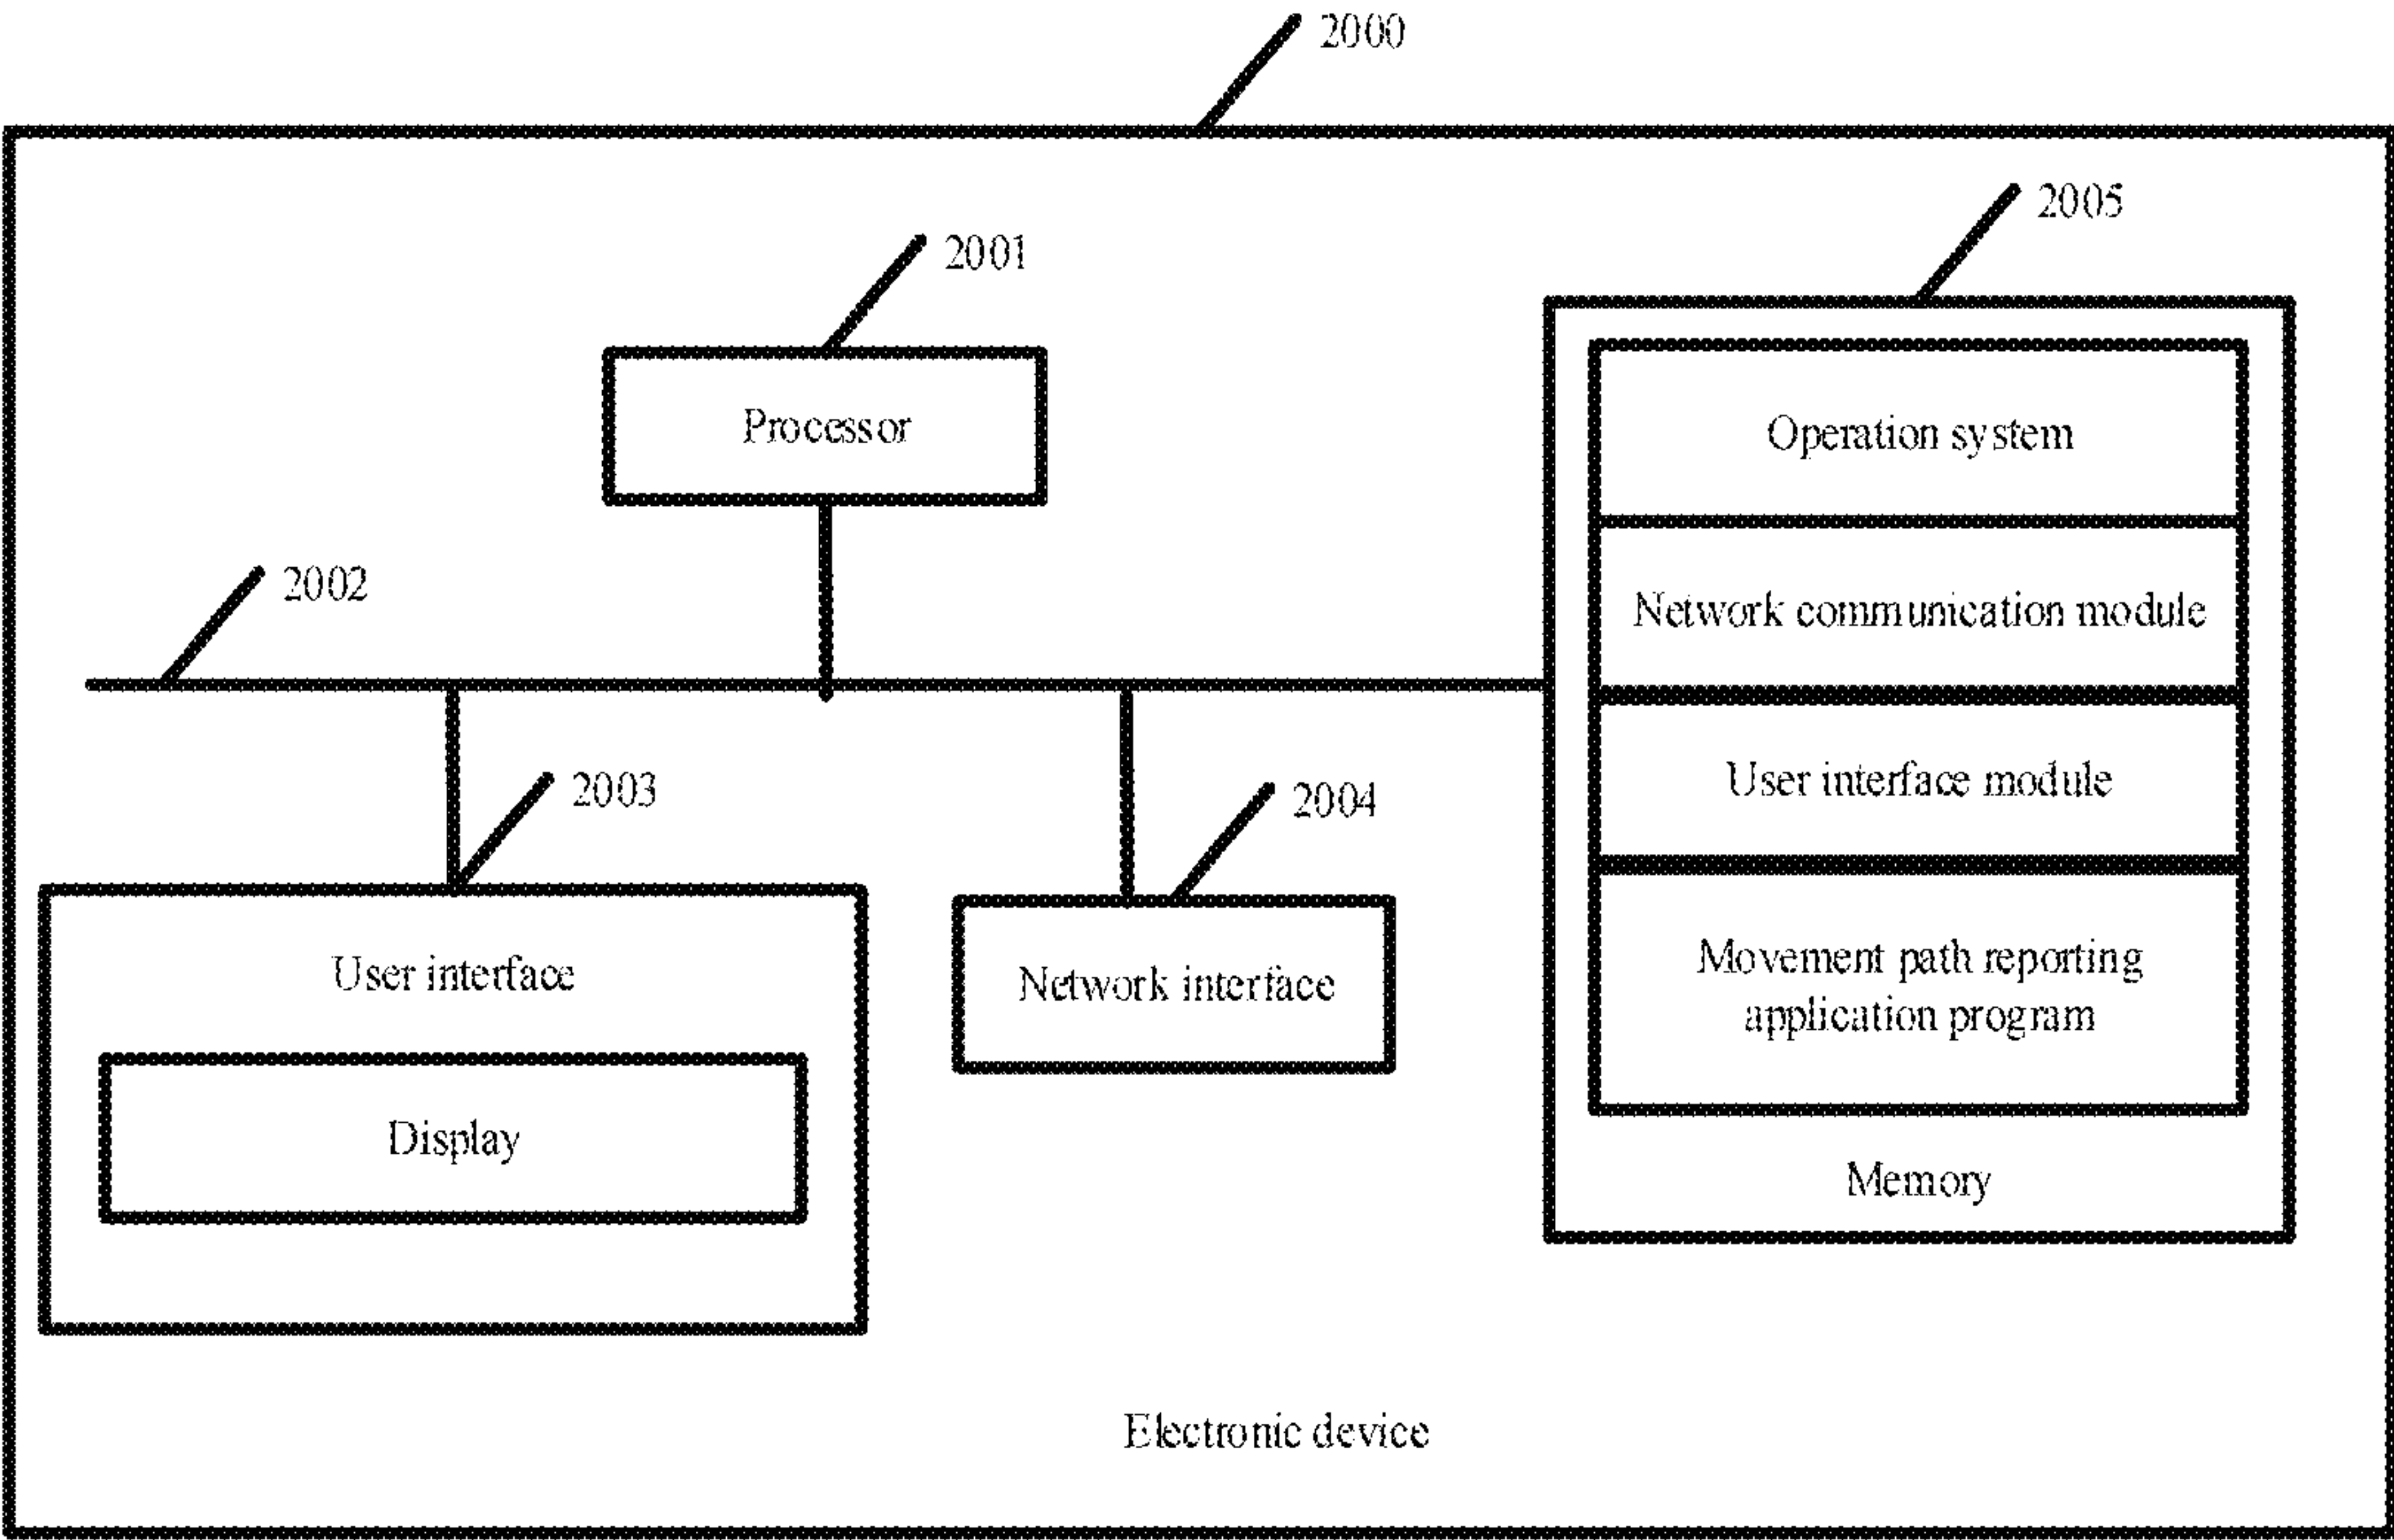 2000
2005
2001
Processor
Operation system
2002
Network communication module
User interface module
2003
2004
User interface
Network interface
Movement path reporting
application program
Display
Memory
Electronic device